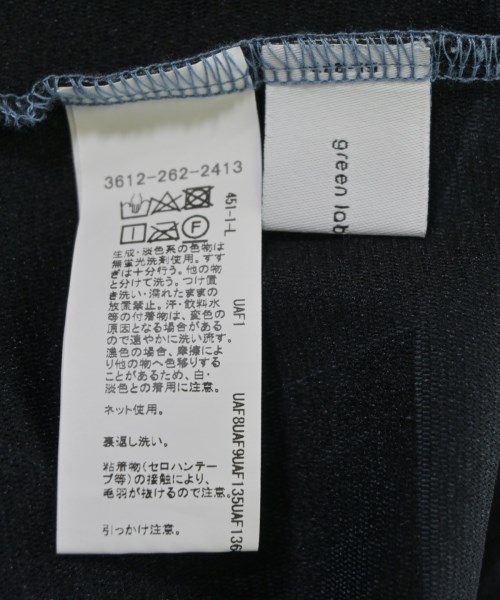 3612-262-2413
451-1-L
生成・淡色系の色物は
無蛍光洗剤使用。すす
ぎは十分行う。他の物
と分けて洗う。つけ置
き洗い・濡れたままの
放置禁止。汗・飲料水
等の付着物は、変色の
原因となる場合がある
ので速やかに洗い流す。
濃色の場合、摩擦によ
り他の物へ色移りする
ことがあるため、白・
淡色との着用に注意。
ネット使用。
裏返し洗い。
粘着物(セロハンテー
プ等)の接触により、
毛羽が抜けるので注意。
引っかけ注意。
UAF1
UAF8UAF9UAF135UAF136
F
green lab